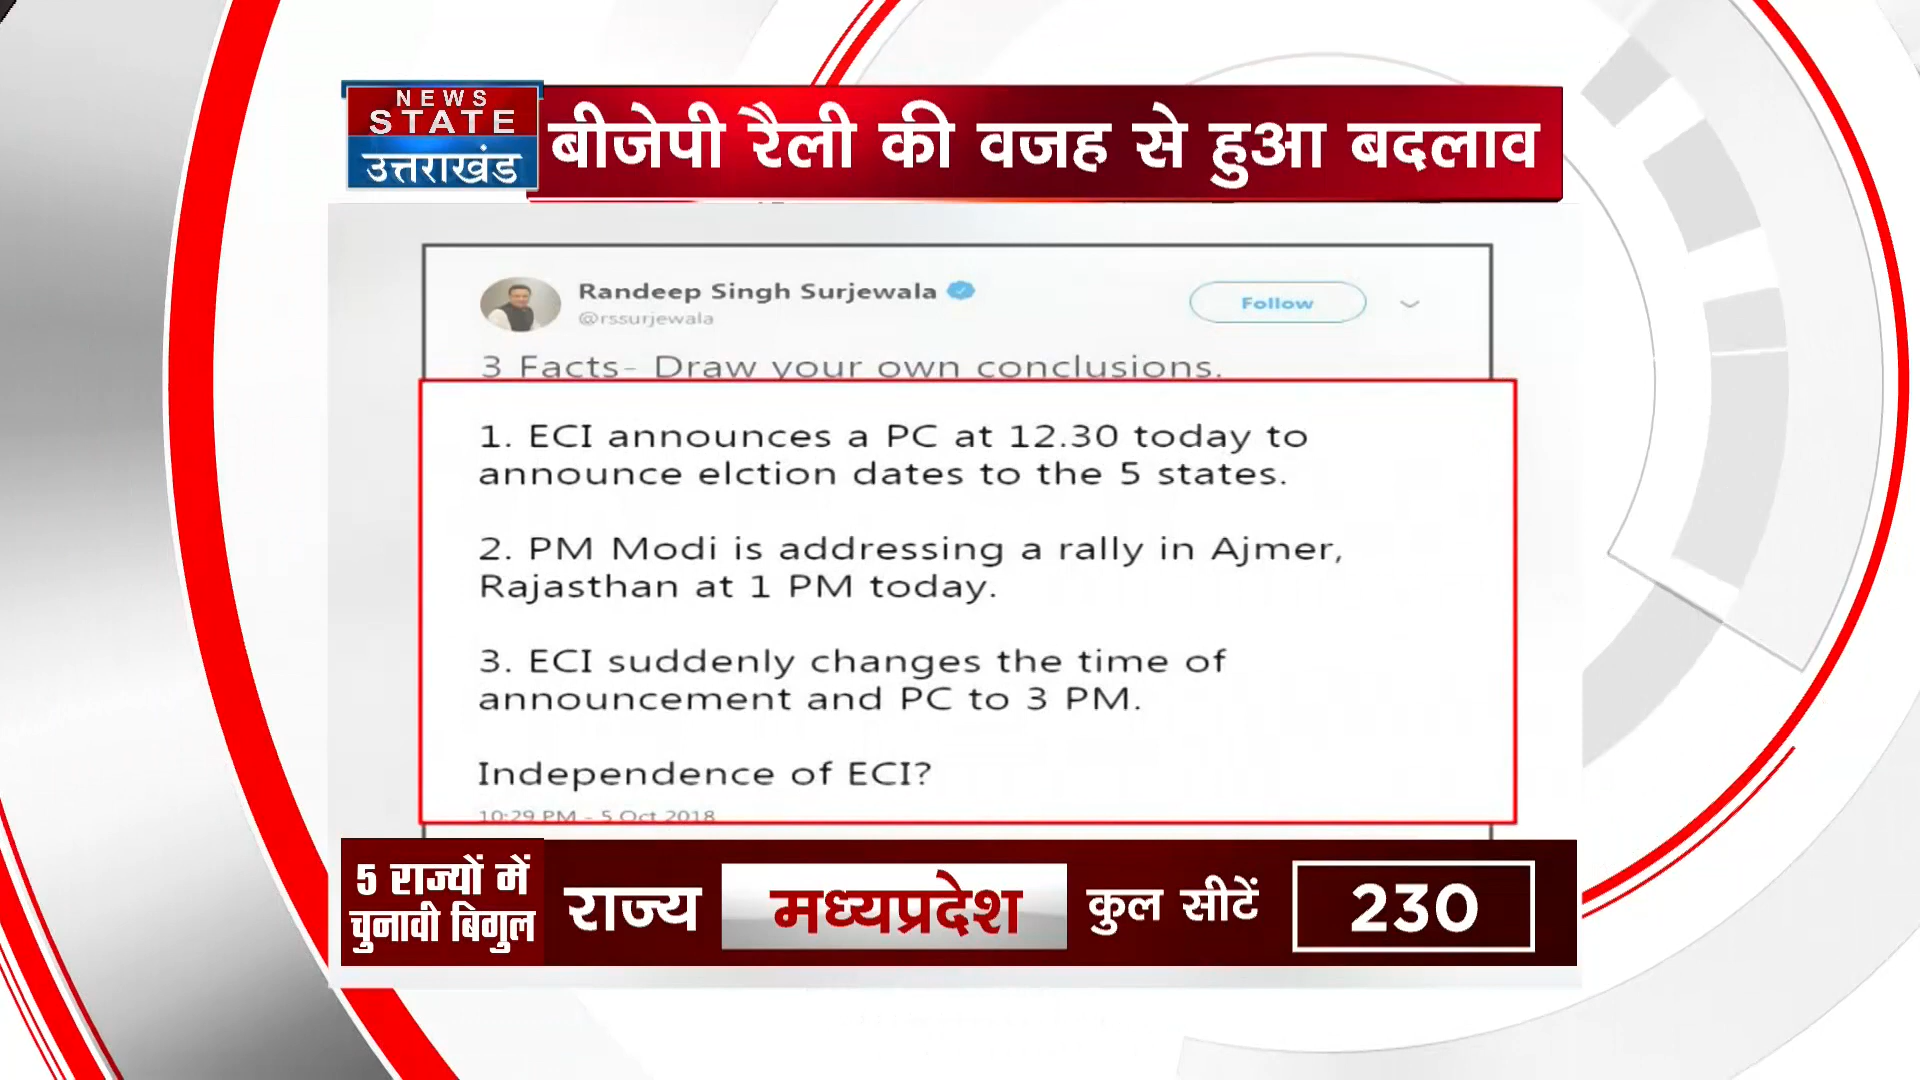 NEWS
STATE
उत्तराखंड
बीजेपी रैली की वजह से हुआ बदलाव
Randeep Singh Surjewala
@rssurjewala
Follow
3 Facts- Draw your own conclusions.
1. ECI announces a PC at 12.30 today to
announce elction dates to the 5 states.
2. PM Modi is addressing a rally in Ajmer,
Rajasthan at 1 PM today.
3. ECI suddenly changes the time of
announcement and PC to 3 PM.
Independence of ECI?
10:29 PM - 5 Oct 2018
5 राज्यों में
चुनावी बिगुल
राज्य मध्यप्रदेश कुल सीटें 230